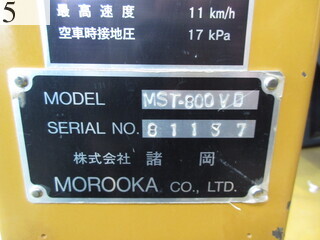 5
最高速度 11 km/h
空車時接地圧 17 kPa
MODEL MST-800VD
SERIAL NO. 81187
株式会社 諸岡
MOROOKA CO., LTD.